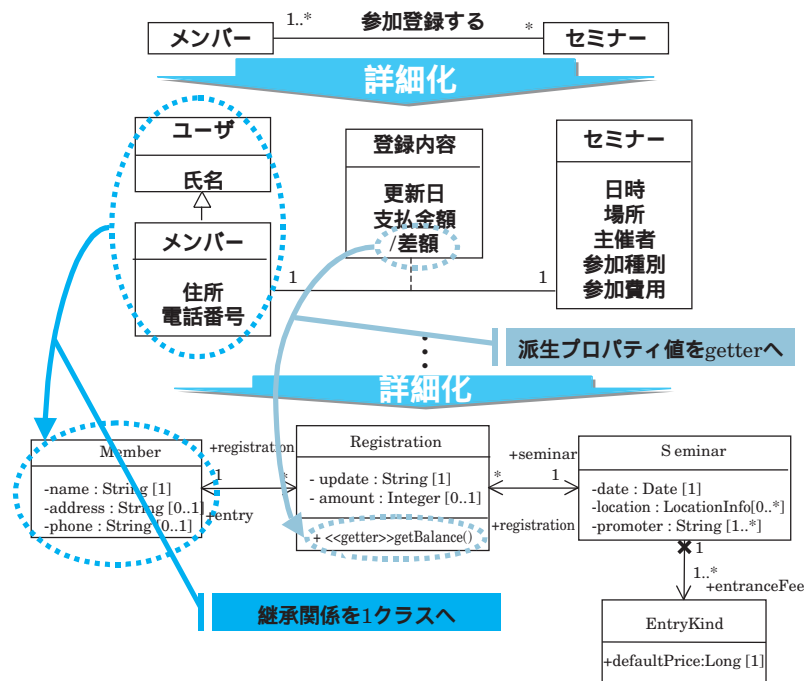 メンバー
1..*
参加登録する
*
セミナー
詳細化
ユーザ
氏名
メンバー
住所
電話番号
登録内容
更新日
支払金額
/差額
セミナー
日時
場所
主催者
参加種別
参加費用
1
1
派生プロパティ値をgetterへ
詳細化
Member
-name : String [1]
-address : String [0..1]
-phone : String [0..1]
+registration
1
*
+entry
Registration
- update : String [1]
- amount : Integer [0..1]
+ <<getter>>getBalance()
+seminar
*
1
+registration
Seminar
-date : Date [1]
-location : LocationInfo[0..*]
-promoter : String [1..*]
1
1..*
+entranceFee
継承関係を1クラスへ
EntryKind
+defaultPrice:Long [1]